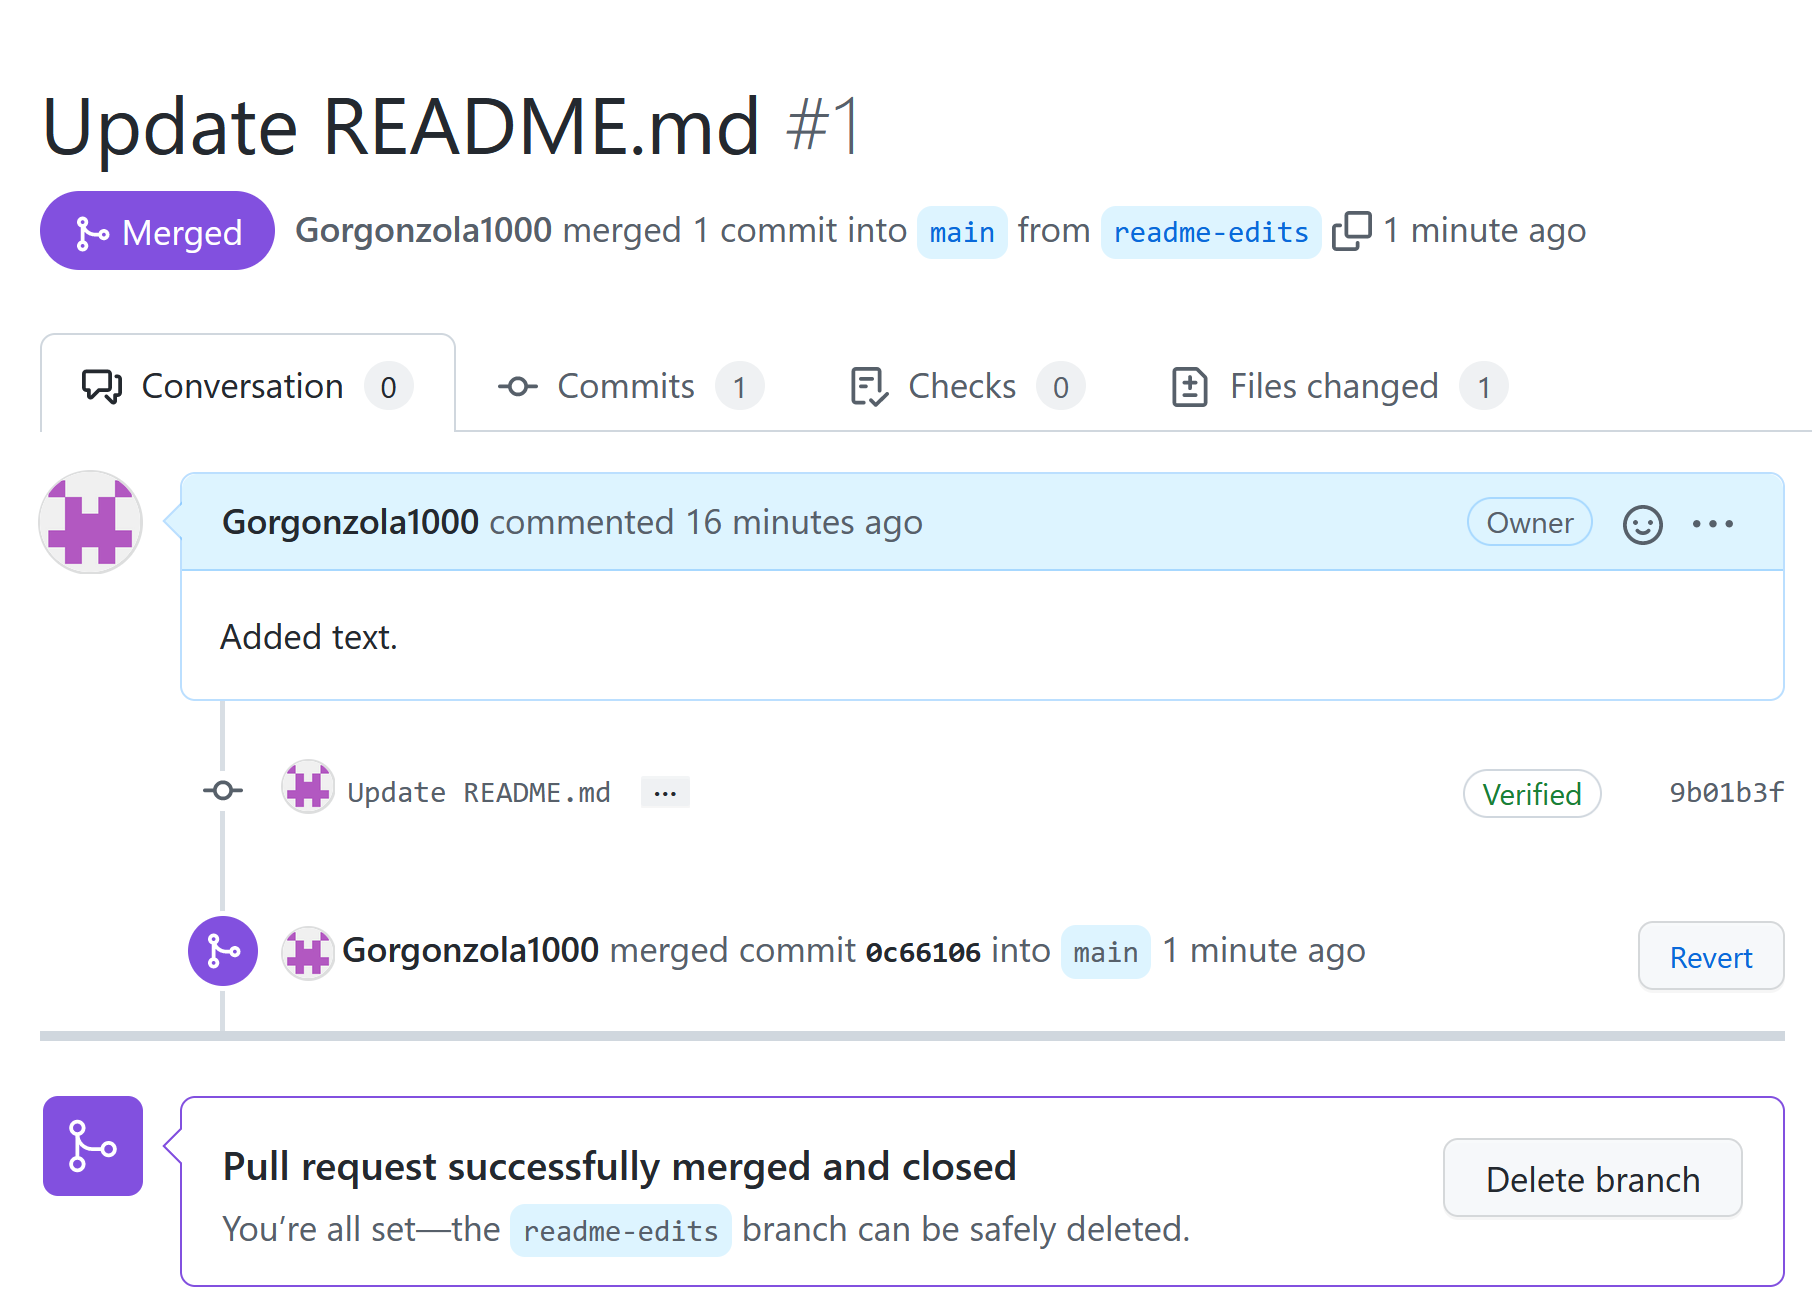 Update README.md #1
Merged Gorgonzola1000 merged 1 commit into main from readme-edits 1 minute ago
Conversation 0 Commits 1 Checks 0 Files changed 1
Gorgonzola1000 commented 16 minutes ago Owner ...
Added text.
Update README.md ... Verified 9b01b3f
Gorgonzola1000 merged commit 0c66106 into main 1 minute ago Revert
Pull request successfully merged and closed
Delete branch
You’re all set—the readme-edits branch can be safely deleted.